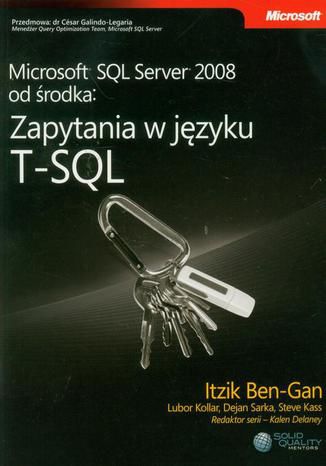 Przedmowa: dr César Galindo-Legaria
Menedżer Query Optimization Team, Microsoft SQL Server
Microsoft
Microsoft SQL Server 2008
od środka:
Zapytania w języku
T-SQL
Itzik Ben-Gan
Lubor Kollar, Dejan Sarka, Steve Kass
Redaktor serii – Kalen Delaney
SOLID
QUALITY
MENTORS